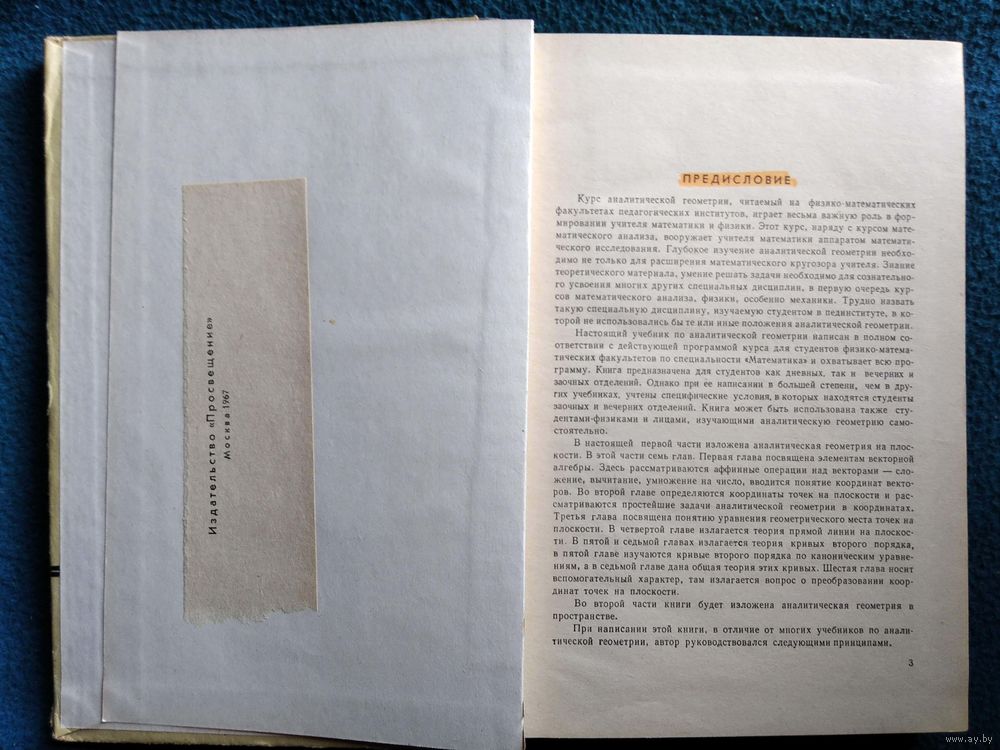 Издательство «Просвещение»
Москва 1967
ПРЕДИСЛОВИЕ
Курс аналитической геометрии, читаемый на физико-математических
факультетах педагогических институтов, играет весьма важную роль в фор-
мировании учителя математики и физики. Этот курс, наряду с курсом мате-
матического анализа, вооружает учителя математики аппаратом математи-
ческого исследования. Глубокое изучение аналитической геометрии необхо-
димо не только для расширения математического кругозора учителя. Знание
теоретического материала, умение решать задачи необходимо для сознательно-
го усвоения многих других специальных дисциплин, в первую очередь кур-
сов математического анализа, физики, особенно механики. Трудно назвать
такую специальную дисциплину, изучаемую студентом в пединституте, в ко-
торой не использовались бы те или иные положения аналитической геометрии.
Настоящий учебник по аналитической геометрии написан в полном со-
ответствии с действующей программой курса для студентов физико-матема-
тических факультетов по специальности «Математика» и охватывает всю про-
грамму. Книга предназначена для студентов как дневных, так и вечерних и
заочных отделений. Однако при ее написании в большей степени, чем в дру-
гих учебниках, учтены специфические условия, в которых находятся студенты
заочных и вечерних отделений. Книга может быть использована также сту-
дентами-физиками и лицами, изучающими аналитическую геометрию само-
стоятельно.
В настоящей первой части изложена аналитическая геометрия на плос-
кости. В этой части семь глав. Первая глава посвящена элементам векторной
алгебры. Здесь рассматриваются аффинные операции над векторами — сло-
жение, вычитание, умножение на число, вводится понятие координат векто-
ров. Во второй главе определяются координаты точек на плоскости и рас-
сматриваются простейшие задачи аналитической геометрии в координатах.
Третья глава посвящена понятию уравнения геометрического места точек на
плоскости. В четвертой главе излагается теория прямой линии на плоскос-
ти. В пятой и седьмой главах излагается теория кривых второго порядка,
в пятой главе изучаются кривые второго порядка по каноническим уравне-
ниям, а в седьмой главе дана общая теория этих кривых. Шестая глава носит
вспомогательный характер, там излагается вопрос о преобразовании коор-
динат точек на плоскости.
Во второй части книги будет изложена аналитическая геометрия в
пространстве.
При написании этой книги, в отличие от многих учебников по анали-
тической геометрии, автор руководствовался следующими принципами.
3
www.ay.by